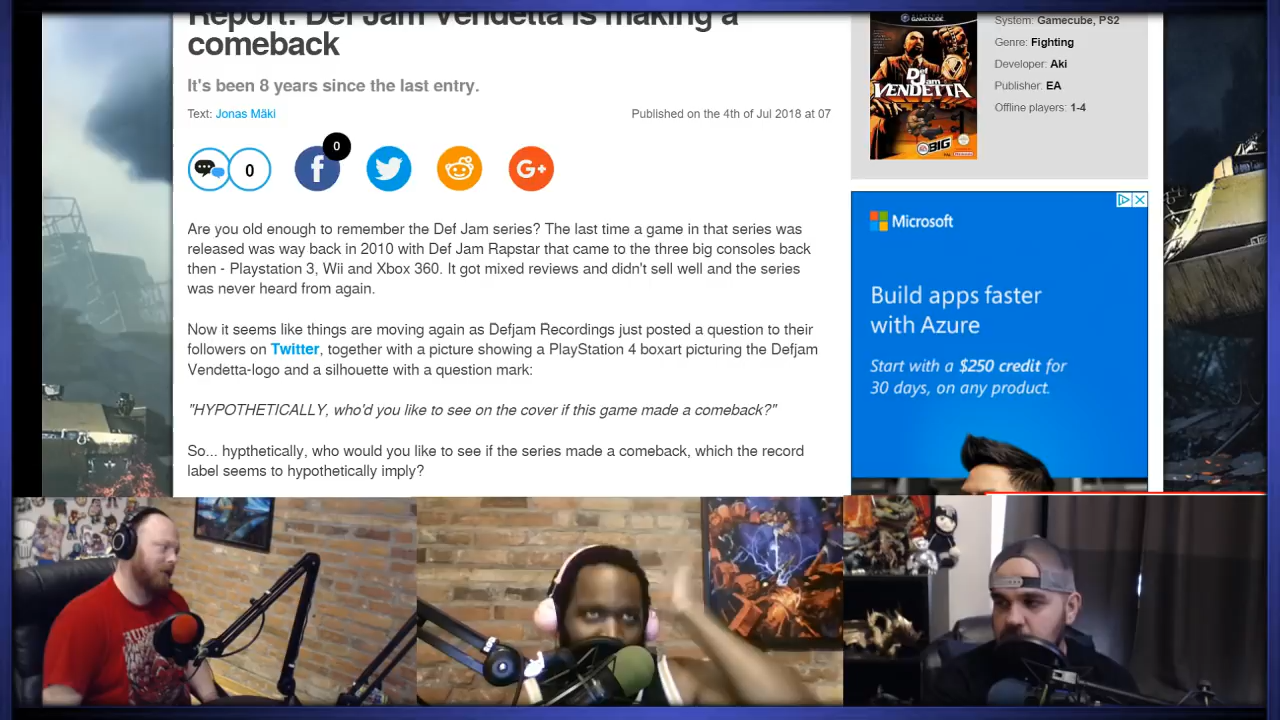 Report: Def Jam Vendetta is making a
comeback
It's been 8 years since the last entry.
Text: Jonas Mäki
Published on the 4th of Jul 2018 at 07
0
0
f
G+
Are you old enough to remember the Def Jam series? The last time a game in that series was
released was way back in 2010 with Def Jam Rapstar that came to the three big consoles back
then - Playstation 3, Wii and Xbox 360. It got mixed reviews and didn't sell well and the series
was never heard from again.
Now it seems like things are moving again as Defjam Recordings just posted a question to their
followers on Twitter, together with a picture showing a PlayStation 4 boxart picturing the Defjam
Vendetta-logo and a silhouette with a question mark:
"HYPOTHETICALLY, who'd you like to see on the cover if this game made a comeback?"
So... hypthetically, who would you like to see if the series made a comeback, which the record
label seems to hypothetically imply?
GAMECUBE
Def
Jam
VENDETTA
BIG
System: Gamecube, PS2
Genre: Fighting
Developer: Aki
Publisher: EA
Offline players: 1-4
Microsoft
Build apps faster
with Azure
Start with a $250 credit for
30 days, on any product.